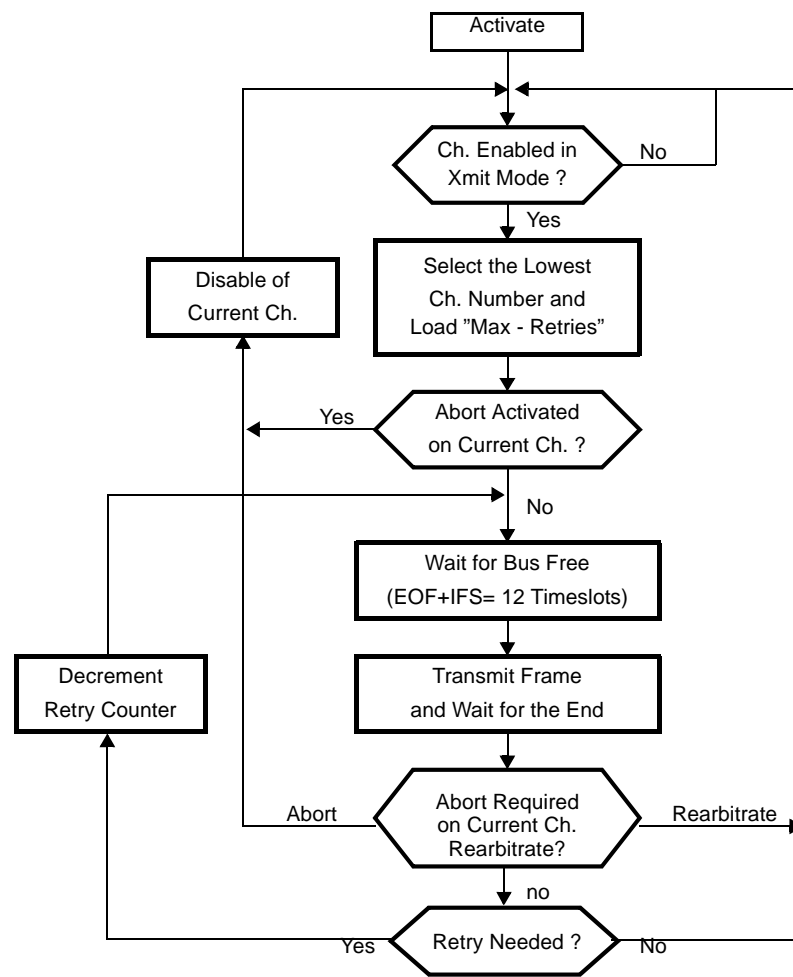 Activate
Ch. Enabled in
Xmit Mode ?
No
Yes
Select the Lowest
Ch. Number and
Load ”Max - Retries”
Disable of
Current Ch.
Yes
Abort Activated
on Current Ch. ?
No
Wait for Bus Free
(EOF+IFS= 12 Timeslots)
Decrement
Retry Counter
Transmit Frame
and Wait for the End
Abort
Abort Required
on Current Ch.
Rearbitrate?
Rearbitrate
no
Yes
Retry Needed ?
No